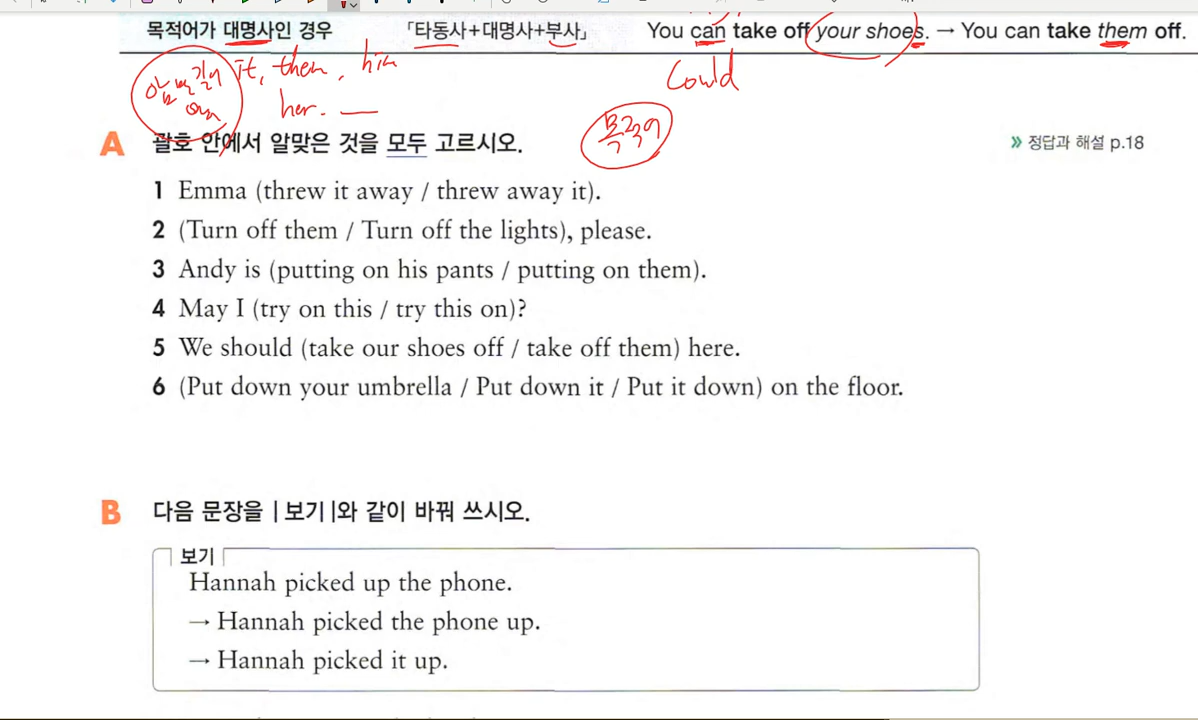 목적어가 대명사인 경우 「타동사+대명사+부사」 You can take off your shoes. → You can take them off.
it, them, him Could
her.
목적어
A 괄호 안에서 알맞은 것을 모두 고르시오. » 정답과 해설 p.18
1 Emma (threw it away / threw away it).
2 (Turn off them / Turn off the lights), please.
3 Andy is (putting on his pants / putting on them).
4 May I (try on this / try this on)?
5 We should (take our shoes off / take off them) here.
6 (Put down your umbrella / Put down it / Put it down) on the floor.
B 다음 문장을 | 보기 |와 같이 바꿔 쓰시오.
보기
Hannah picked up the phone.
→ Hannah picked the phone up.
→ Hannah picked it up.